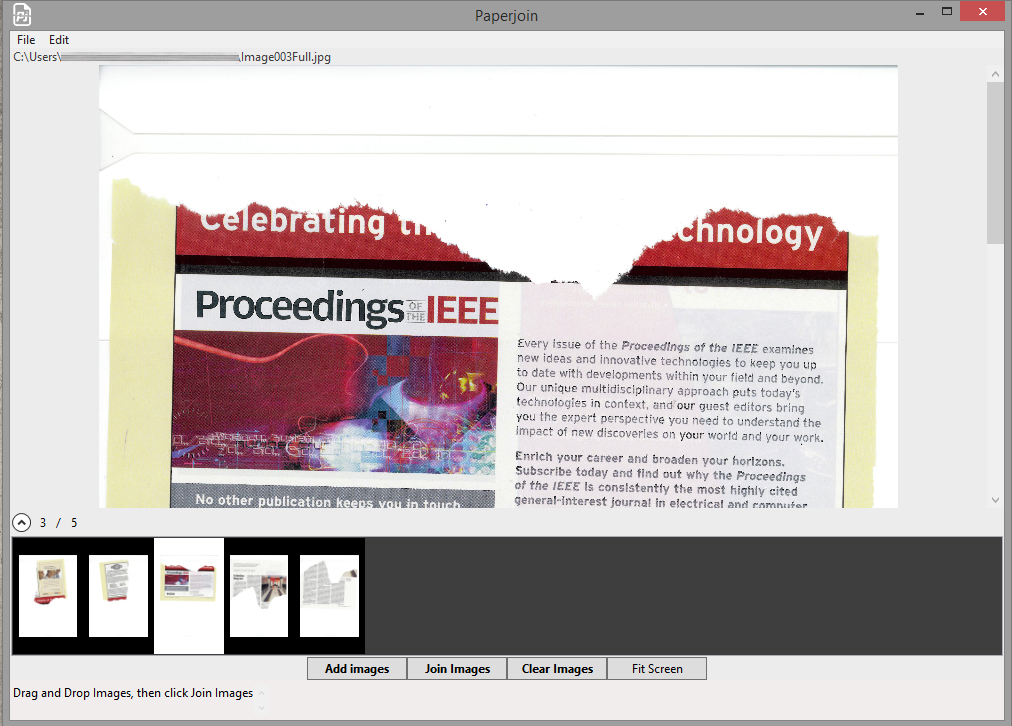 Paperjoin
File Edit
C:\Users\ \Image003Full.jpg
Celebrating th chnology
Proceedings OF THE IEEE
Every issue of the Proceedings of the IEEE examines
new ideas and innovative technologies to keep you up
to date with developments within your field and beyond.
Our unique multidisciplinary approach puts today's
technologies in context, and our guest editors bring
you the expert perspective you need to understand the
impact of new discoveries on your world and your work.
Enrich your career and broaden your horizons.
Subscribe today and find out why the Proceedings
of the IEEE is consistently the most highly cited
general-interest journal in electrical and computer
No other publication keeps you in touch
3 / 5
Add images Join Images Clear Images Fit Screen
Drag and Drop Images, then click Join Images